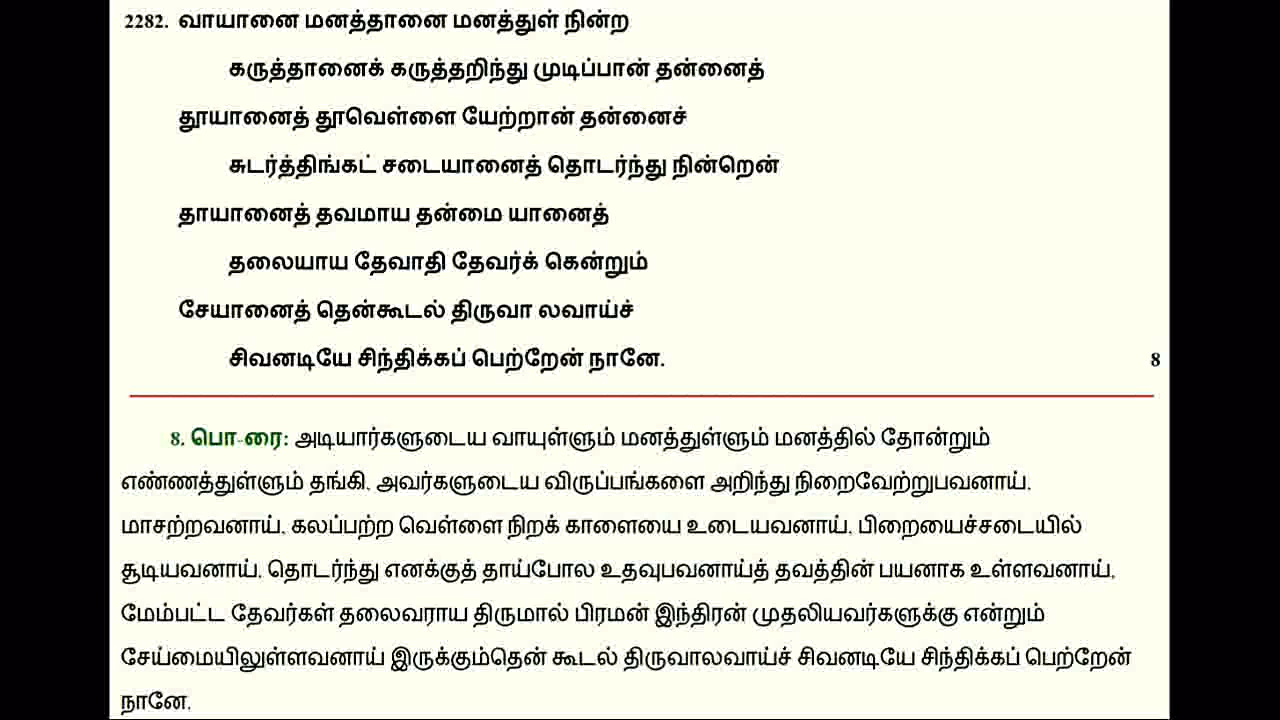 2282. வாயானை மனத்தானை மனத்துள் நின்ற
கருத்தானைக் கருத்தறிந்து முடிப்பான் தன்னைத்
தூயானைத் தூவெள்ளை யேற்றான் தன்னைச்
சுடர்த்திங்கட் சடையானைத் தொடர்ந்து நின்றென்
தாயானைத் தவமாய தன்மை யானைத்
தலையாய தேவாதி தேவர்க் கென்றும்
சேயானைத் தென்கூடல் திருவா லவாய்ச்
சிவனடியே சிந்திக்கப் பெற்றேன் நானே. 8
8. பொ-ரை: அடியார்களுடைய வாயுள்ளும் மனத்துள்ளும் மனத்தில் தோன்றும்
எண்ணத்துள்ளும் தங்கி, அவர்களுடைய விருப்பங்களை அறிந்து நிறைவேற்றுபவனாய்,
மாசற்றவனாய், கலப்பற்ற வெள்ளை நிறக் காளையை உடையவனாய், பிறையைச்சடையில்
சூடியவனாய், தொடர்ந்து எனக்குத் தாய்போல உதவுபவனாய்த் தவத்தின் பயனாக உள்ளவனாய்,
மேம்பட்ட தேவர்கள் தலைவராய திருமால் பிரமன் இந்திரன் முதலியவர்களுக்கு என்றும்
சேய்மையிலுள்ளவனாய் இருக்கும்தென் கூடல் திருவாலவாய்ச் சிவனடியே சிந்திக்கப் பெற்றேன்
நானே.